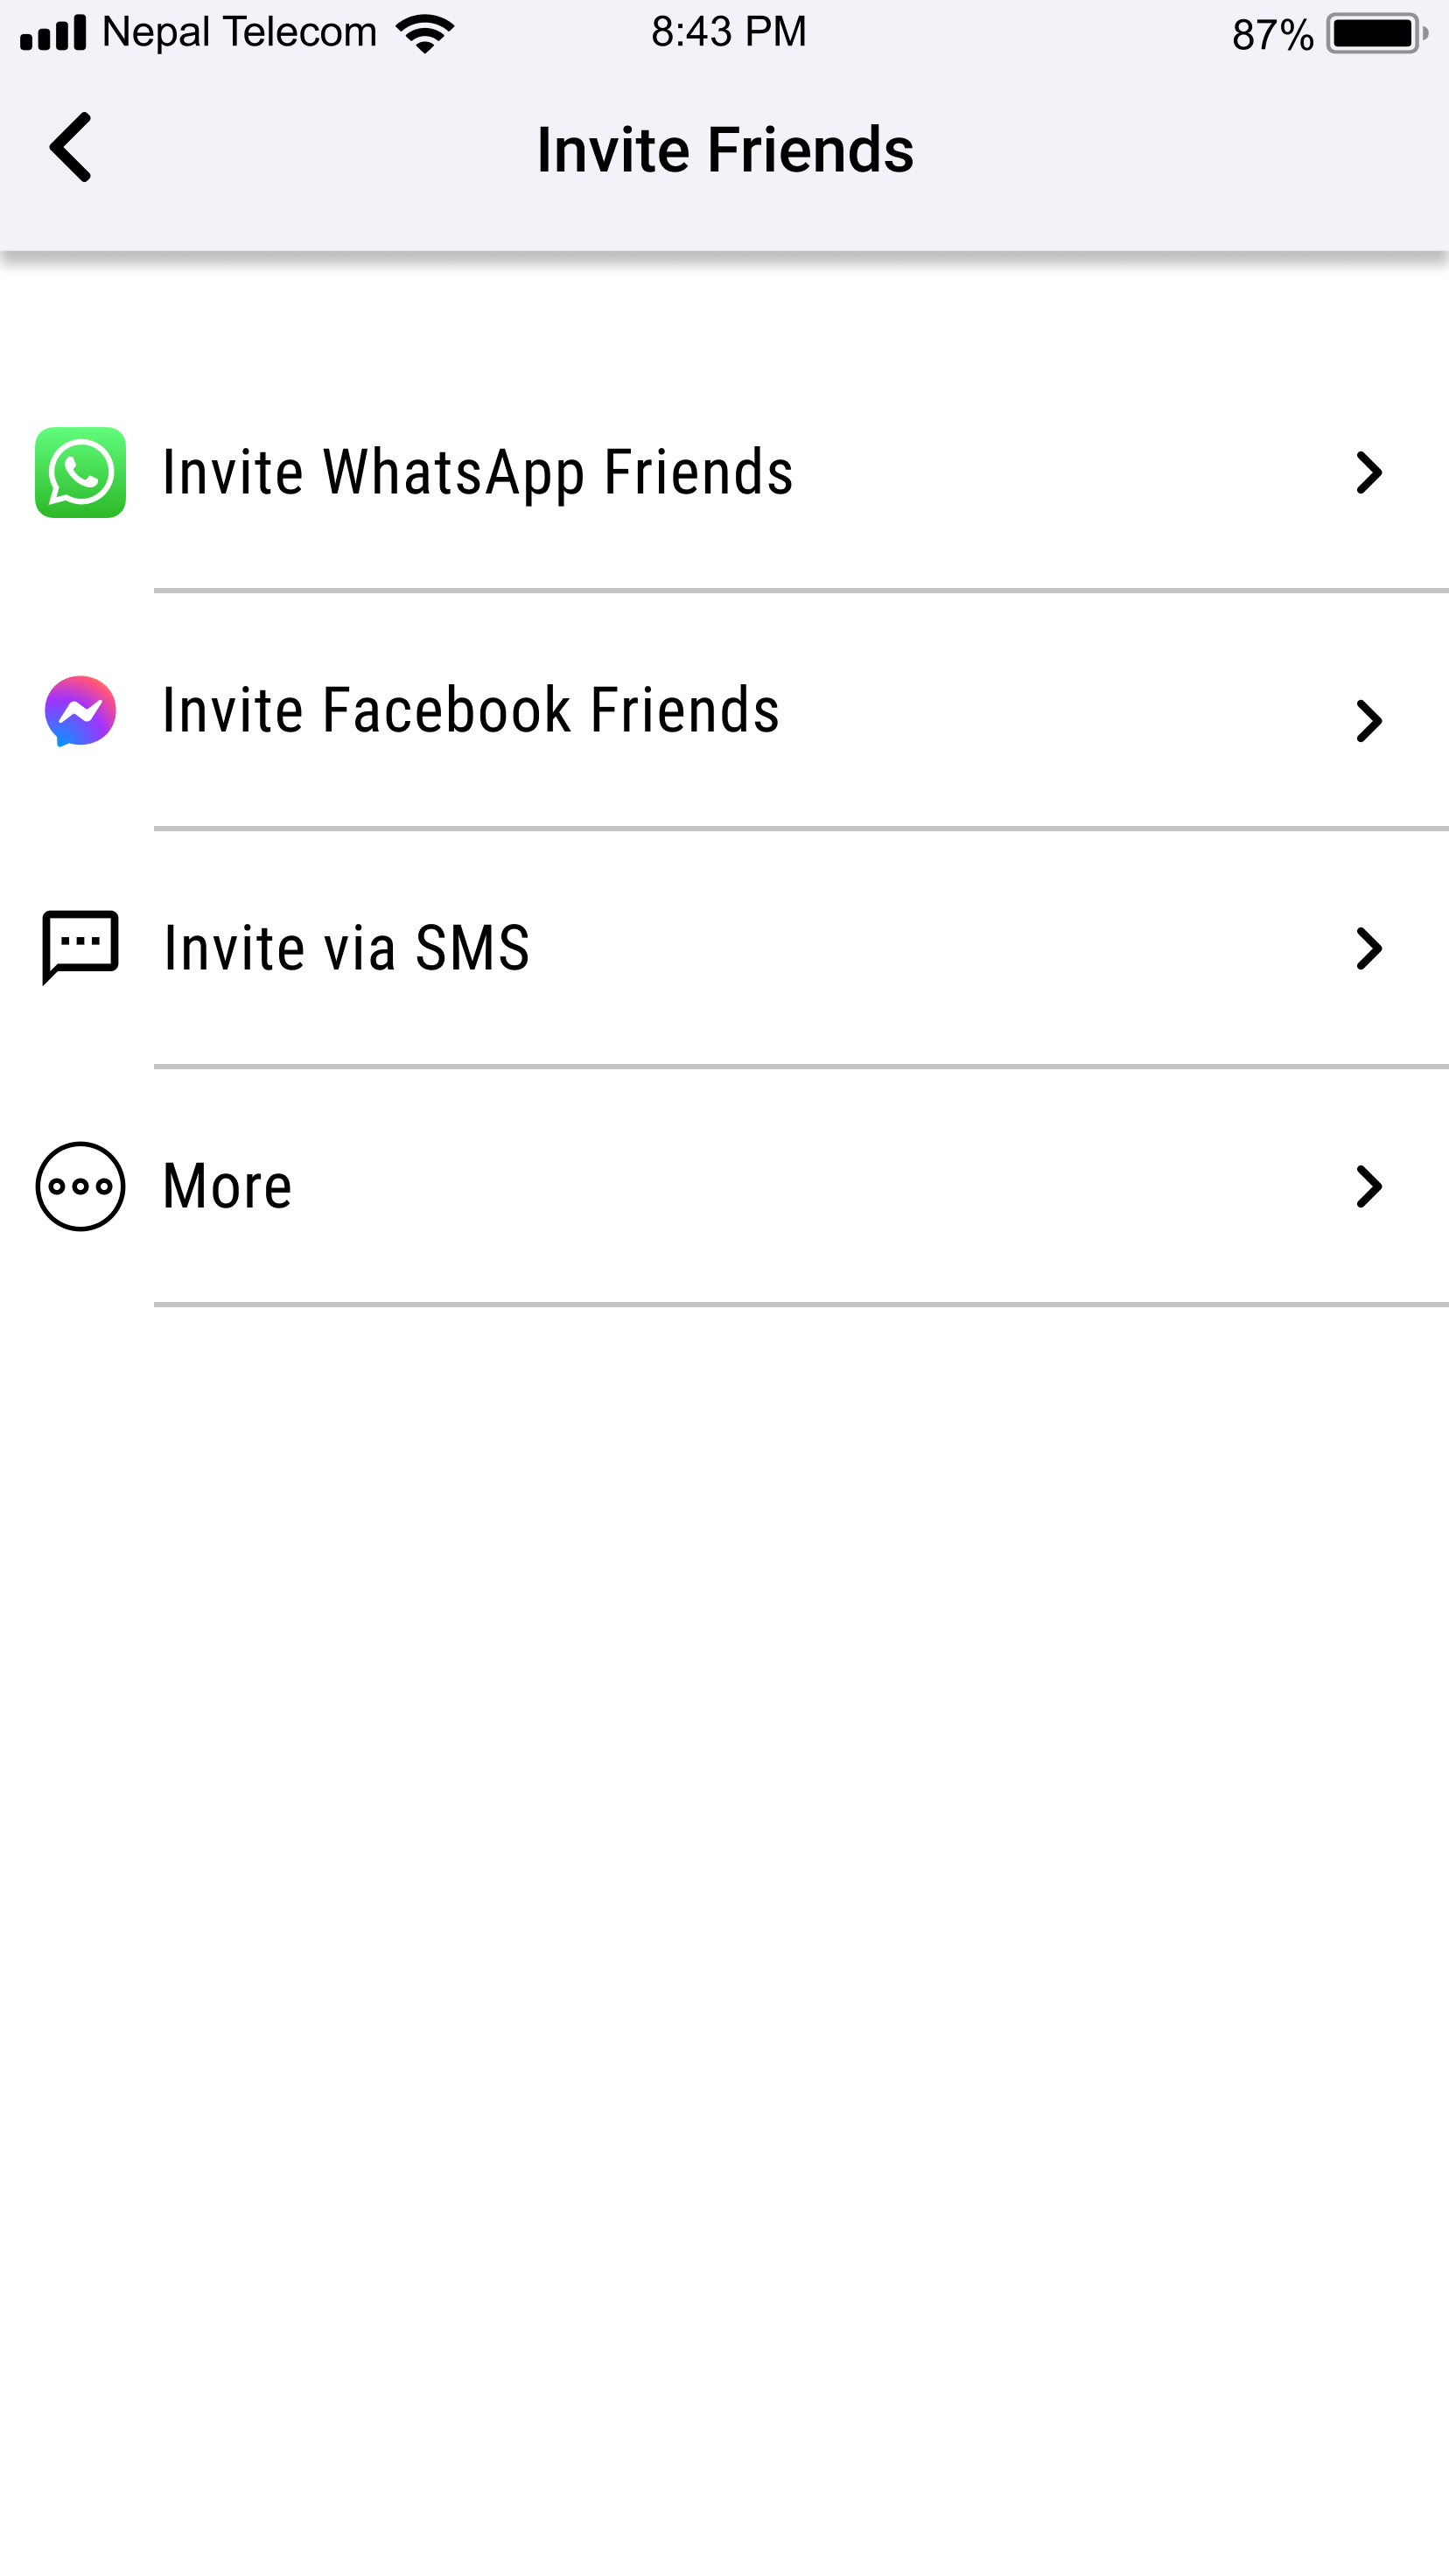 Nepal Telecom 8:43 PM 87%
Invite Friends
Invite WhatsApp Friends
Invite Facebook Friends
Invite via SMS
More